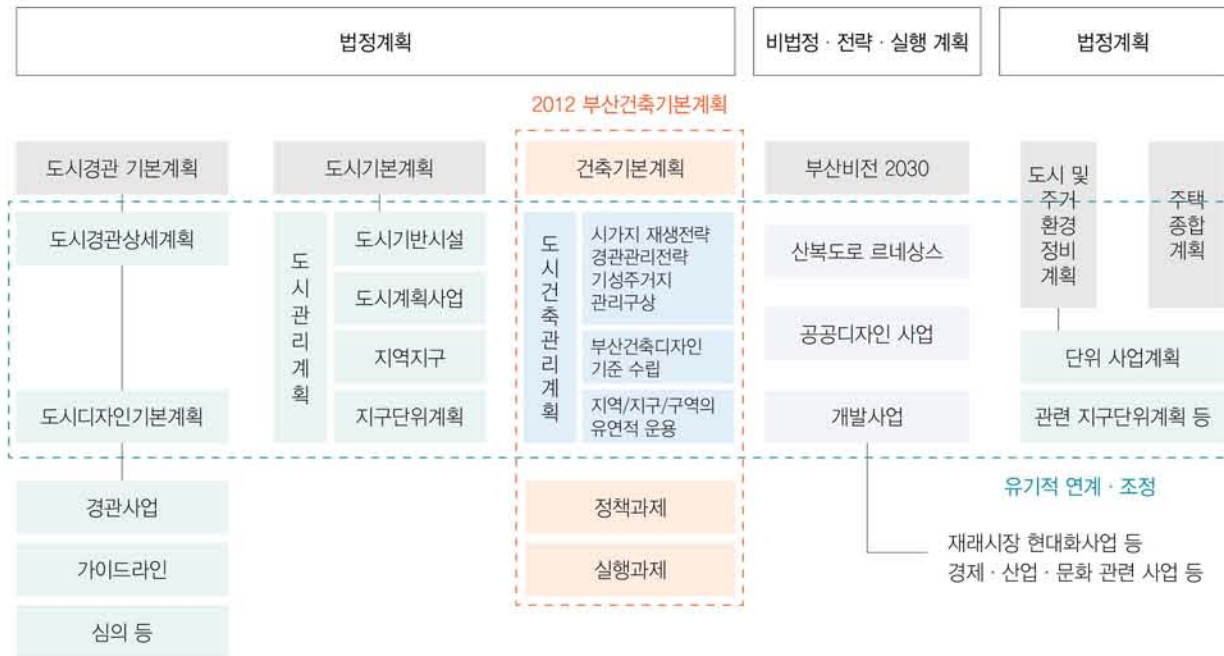 법정계획
비법정 · 전략 · 실행 계획
법정계획
2012 부산건축기본계획
도시경관 기본계획
도시경관상세계획
도시디자인기본계획
경관사업
가이드라인
심의 등
도시기본계획
도시관리계획
도시기반시설
도시계획사업
지역지구
지구단위계획
건축기본계획
도시건축관리계획
시가지 재생전략
경관관리전략
기성주거지
관리구상
부산건축디자인
기준 수립
지역/지구/구역의
유연적 운용
정책과제
실행과제
부산비전 2030
산복도로 르네상스
공공디자인 사업
개발사업
도시 및
주거
환경
정비
계획
주택
종합
계획
단위 사업계획
관련 지구단위계획 등
유기적 연계 · 조정
재래시장 현대화사업 등
경제 · 산업 · 문화 관련 사업 등